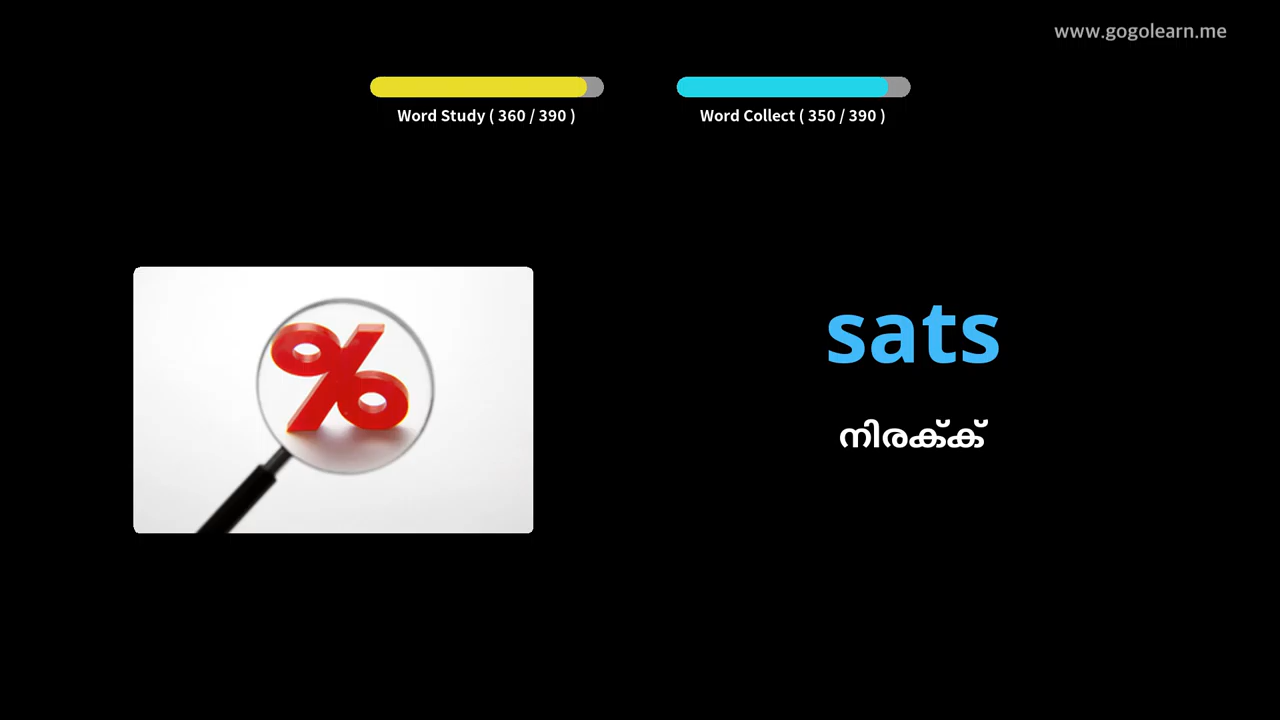 www.gogolearn.me
Word Study ( 360 / 390 )
Word Collect ( 350 / 390 )
%
sats
നിരക്ക്